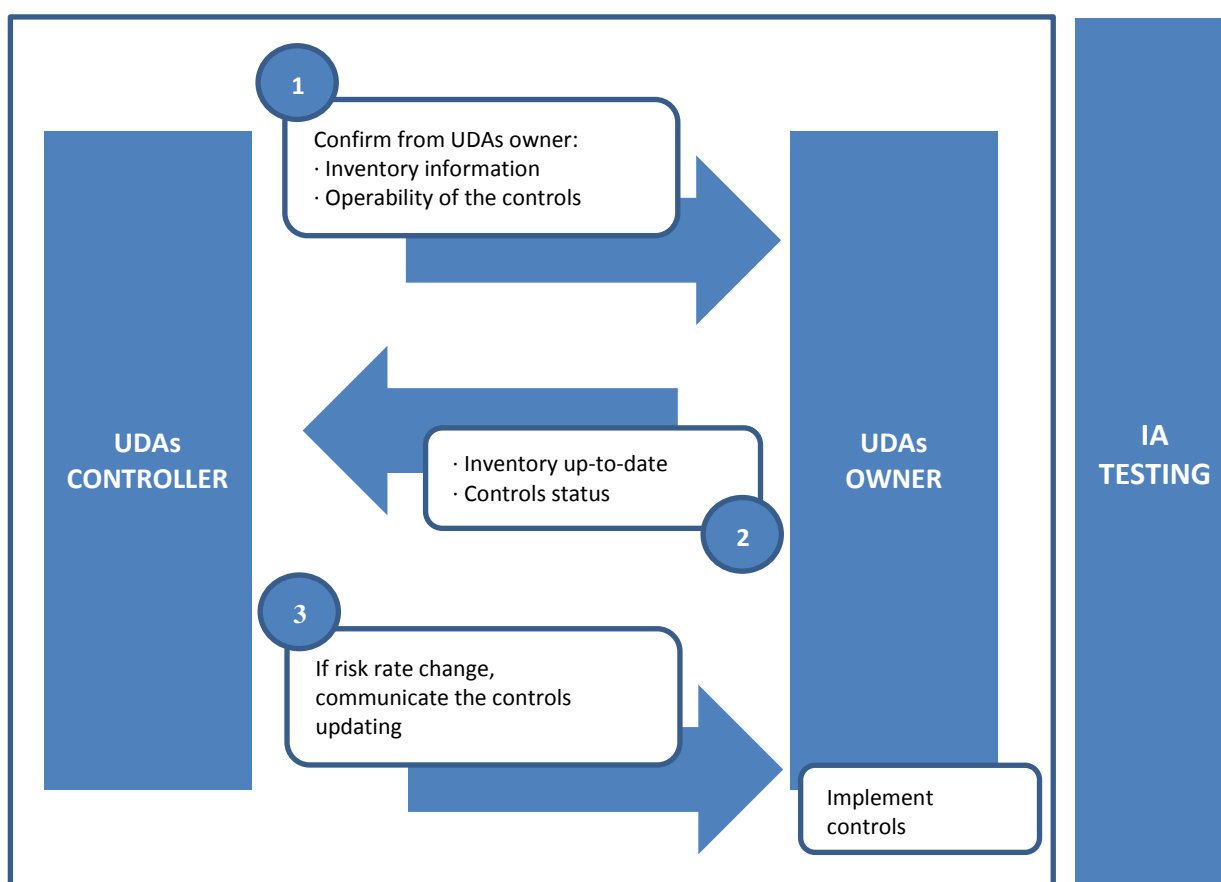 1
Confirm from UDAs owner:
· Inventory information
· Operability of the controls
UDAs
CONTROLLER
UDAs
OWNER
IA
TESTING
· Inventory up-to-date
· Controls status
2
3
If risk rate change,
communicate the controls
updating
Implement
controls